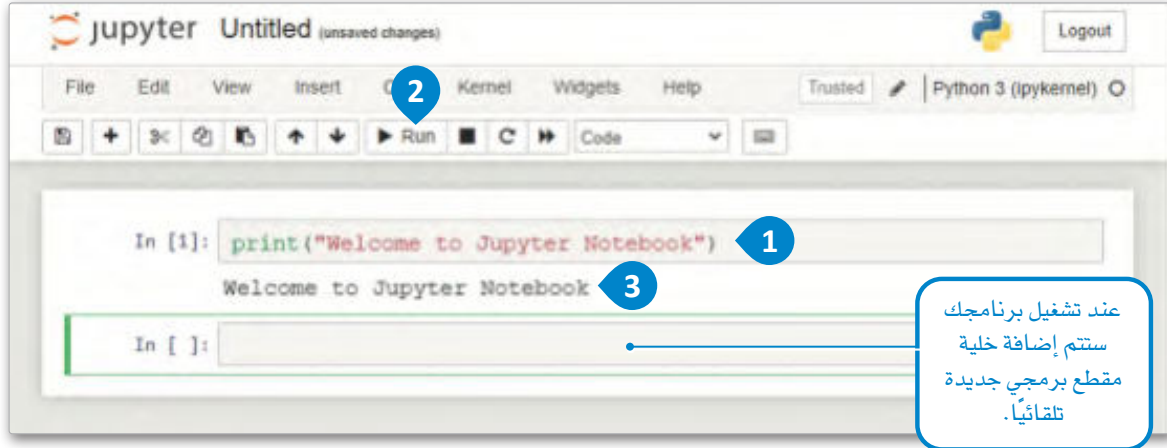 jupyter Untitled (unsaved changes)
Logout
File Edit View Insert Kernel Widgets Help
Trusted Python 3 (ipykernel)
Run Code
2
In [1]: print("Welcome to Jupyter Notebook")
1
Welcome to Jupyter Notebook
3
In [ ]:
عند تشغيل برنامجك
ستتم إضافة خلية
مقطع برمجي جديدة
تلقائيًا.